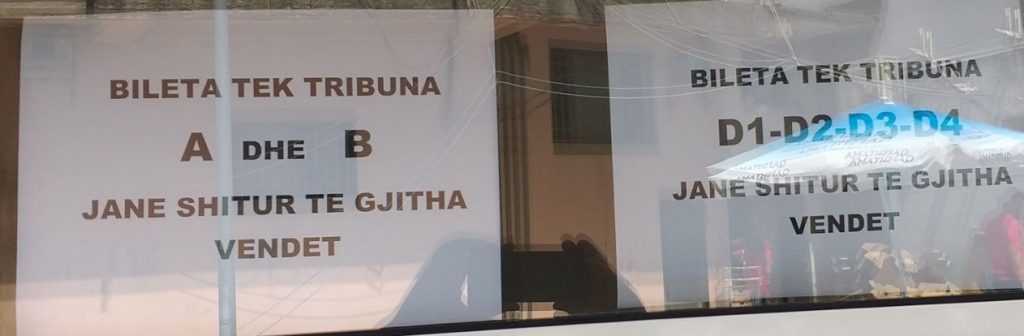 BILETA TEK TRIBUNA
A DHE B
JANE SHITUR TE GJITHA
VENDET
BILETA TEK TRIBUNA
D1-D2-D3-D4
JANE SHITUR TE GJITHA
VENDET